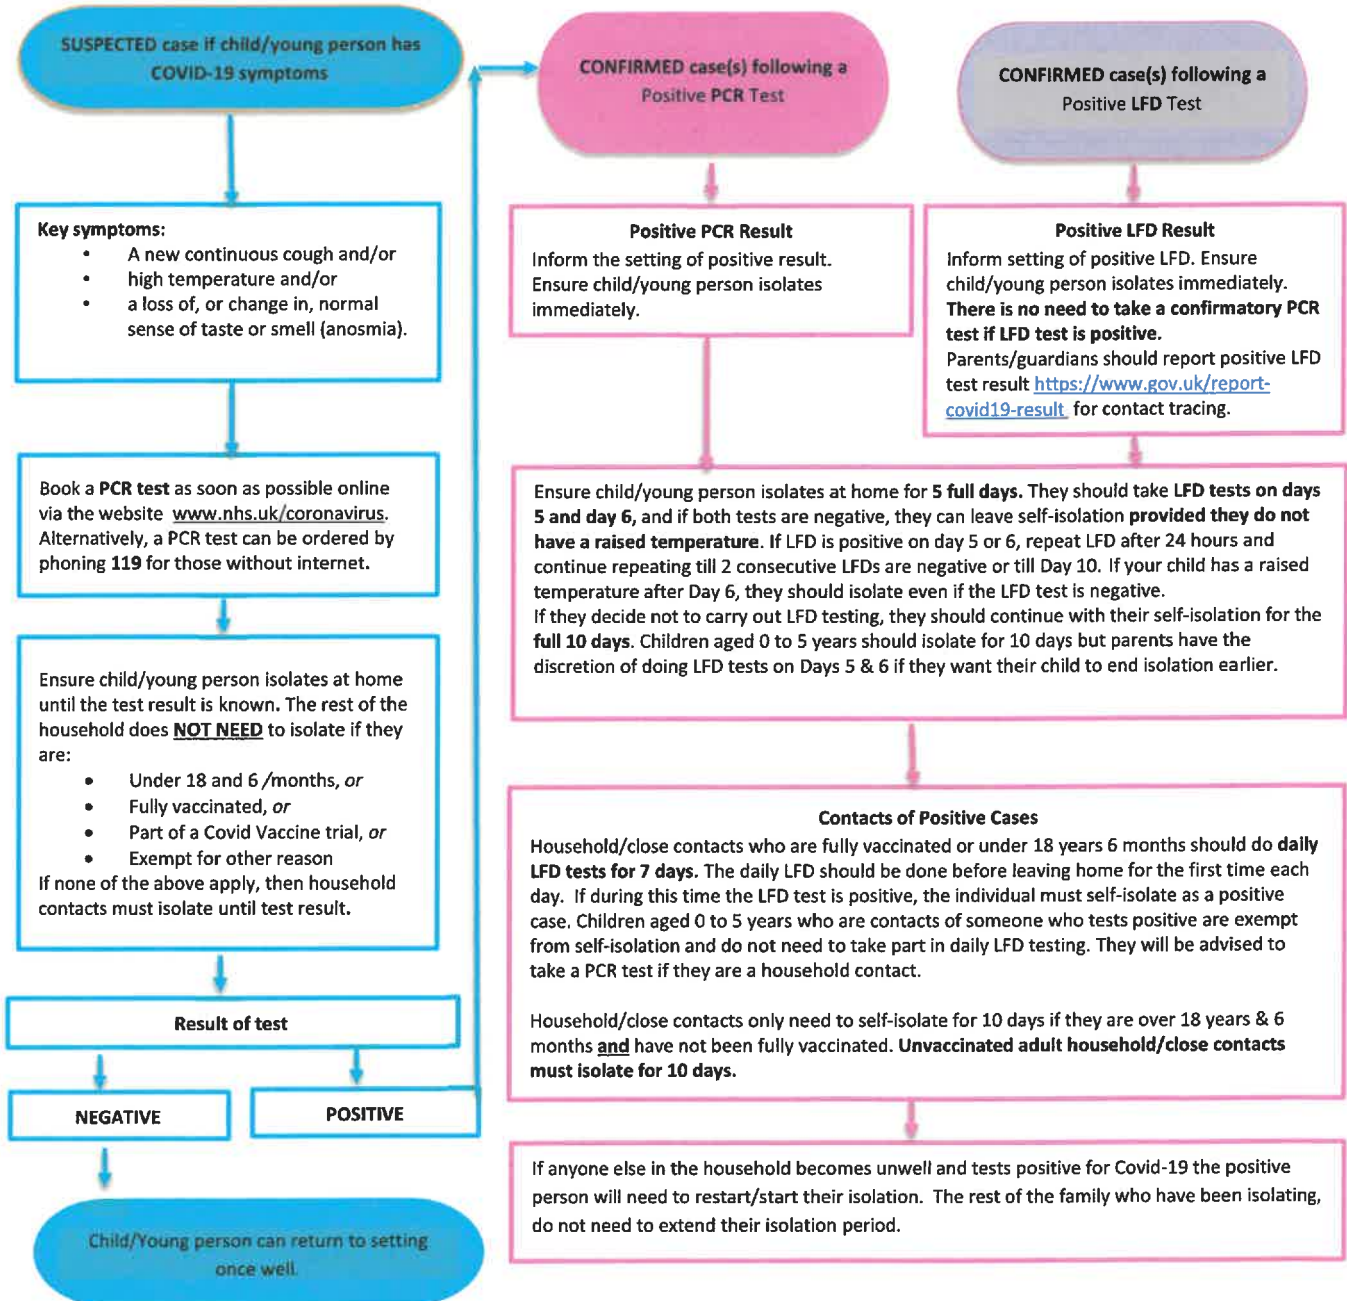 SUSPECTED case if child/young person has
COVID-19 symptoms
Key symptoms:
• A new continuous cough and/or
• high temperature and/or
• a loss of, or change in, normal
sense of taste or smell (anosmia).
Book a PCR test as soon as possible online
via the website www.nhs.uk/coronavirus.
Alternatively, a PCR test can be ordered by
phoning 119 for those without internet.
Ensure child/young person isolates at home
until the test result is known. The rest of the
household does NOT NEED to isolate if they
are:
• Under 18 and 6 /months, or
• Fully vaccinated, or
• Part of a Covid Vaccine trial, or
• Exempt for other reason
If none of the above apply, then household
contacts must isolate until test result.
Result of test
NEGATIVE
POSITIVE
Child/Young person can return to setting
once well.
CONFIRMED case(s) following a
Positive PCR Test
Positive PCR Result
Inform the setting of positive result.
Ensure child/young person isolates
immediately.
CONFIRMED case(s) following a
Positive LFD Test
Positive LFD Result
Inform setting of positive LFD. Ensure
child/young person isolates immediately.
There is no need to take a confirmatory PCR
test if LFD test is positive.
Parents/guardians should report positive LFD
test result https://www.gov.uk/report-
covid19-result for contact tracing.
Ensure child/young person isolates at home for 5 full days. They should take LFD tests on days
5 and day 6, and if both tests are negative, they can leave self-isolation provided they do not
have a raised temperature. If LFD is positive on day 5 or 6, repeat LFD after 24 hours and
continue repeating till 2 consecutive LFDs are negative or till Day 10. If your child has a raised
temperature after Day 6, they should isolate even if the LFD test is negative.
If they decide not to carry out LFD testing, they should continue with their self-isolation for the
full 10 days. Children aged 0 to 5 years should isolate for 10 days but parents have the
discretion of doing LFD tests on Days 5 & 6 if they want their child to end isolation earlier.
Contacts of Positive Cases
Household/close contacts who are fully vaccinated or under 18 years 6 months should do daily
LFD tests for 7 days. The daily LFD should be done before leaving home for the first time each
day. If during this time the LFD test is positive, the individual must self-isolate as a positive
case. Children aged 0 to 5 years who are contacts of someone who tests positive are exempt
from self-isolation and do not need to take part in daily LFD testing. They will be advised to
take a PCR test if they are a household contact.
Household/close contacts only need to self-isolate for 10 days if they are over 18 years & 6
months and have not been fully vaccinated. Unvaccinated adult household/close contacts
must isolate for 10 days.
If anyone else in the household becomes unwell and tests positive for Covid-19 the positive
person will need to restart/start their isolation. The rest of the family who have been isolating,
do not need to extend their isolation period.